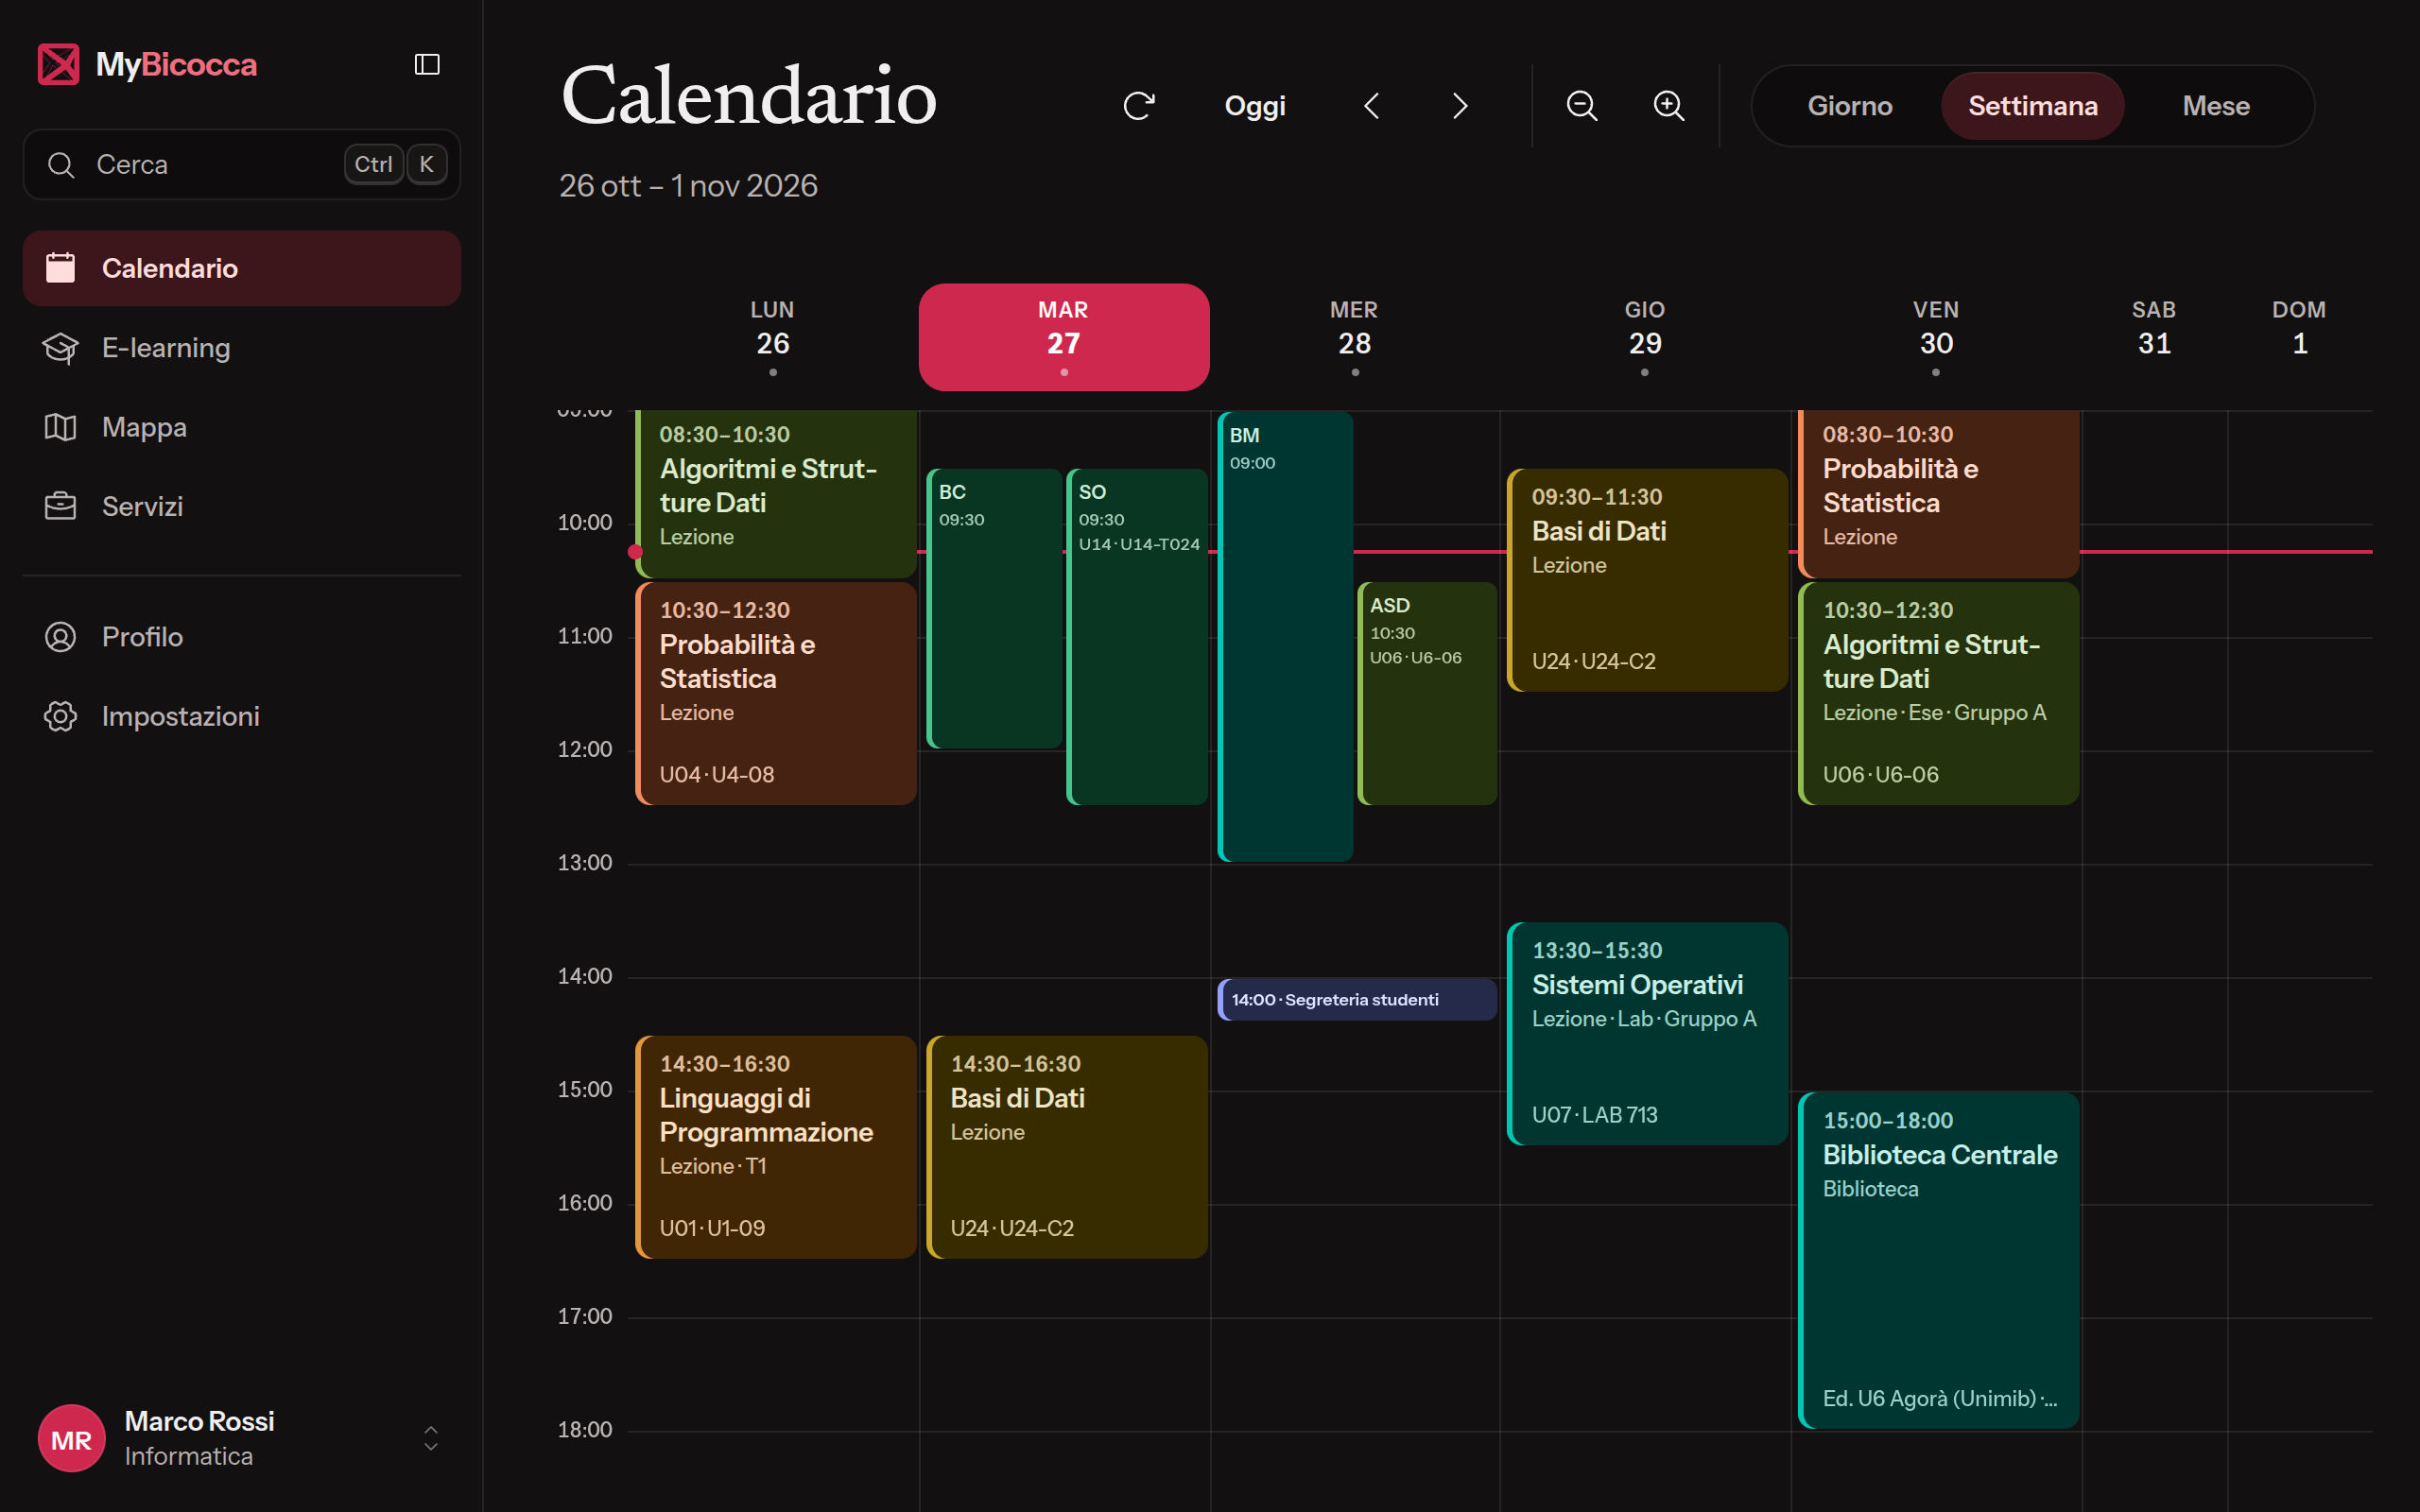 MyBicocca
Cerca
Ctrl K
Calendario
E-learning
Mappa
Servizi
Profilo
Impostazioni
MR
Marco Rossi
Informatica
Calendario
26 ott – 1 nov 2026
Oggi
Giorno
Settimana
Mese
LUN
26
MAR
27
MER
28
GIO
29
VEN
30
SAB
31
DOM
1
09:00
10:00
11:00
12:00
13:00
14:00
15:00
16:00
17:00
18:00
08:30–10:30
Algoritmi e Strut-
ture Dati
Lezione
10:30–12:30
Probabilità e
Statistica
Lezione
U04·U4-08
14:30–16:30
Linguaggi di
Programmazione
Lezione·T1
U01·U1-09
BC
09:30
SO
09:30
U14·U14-T024
14:30–16:30
Basi di Dati
Lezione
U24·U24-C2
BM
09:00
ASD
10:30
U06·U6-06
14:00·Segreteria studenti
09:30–11:30
Basi di Dati
Lezione
U24·U24-C2
13:30–15:30
Sistemi Operativi
Lezione·Lab·Gruppo A
U07·LAB 713
08:30–10:30
Probabilità e
Statistica
Lezione
10:30–12:30
Algoritmi e Strut-
ture Dati
Lezione·Ese·Gruppo A
U06·U6-06
15:00–18:00
Biblioteca Centrale
Biblioteca
Ed. U6 Agorà (Unimib)·...